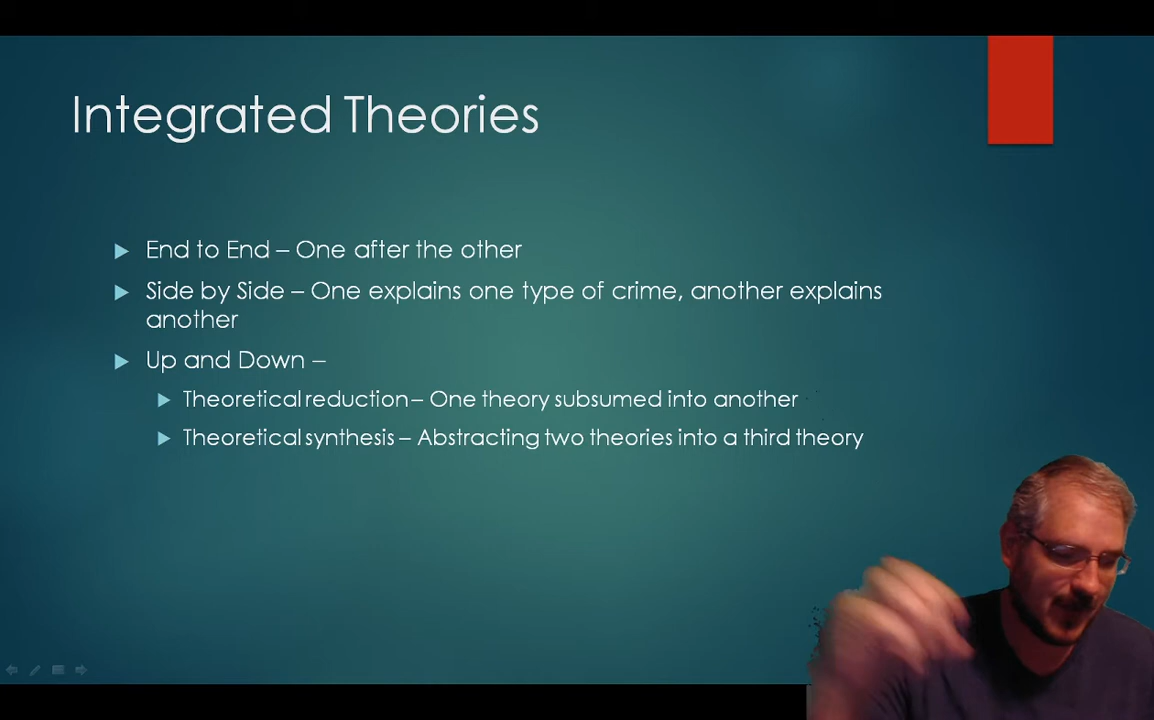 Integrated Theories
End to End – One after the other
Side by Side – One explains one type of crime, another explains
another
Up and Down –
Theoretical reduction – One theory subsumed into another
Theoretical synthesis – Abstracting two theories into a third theory